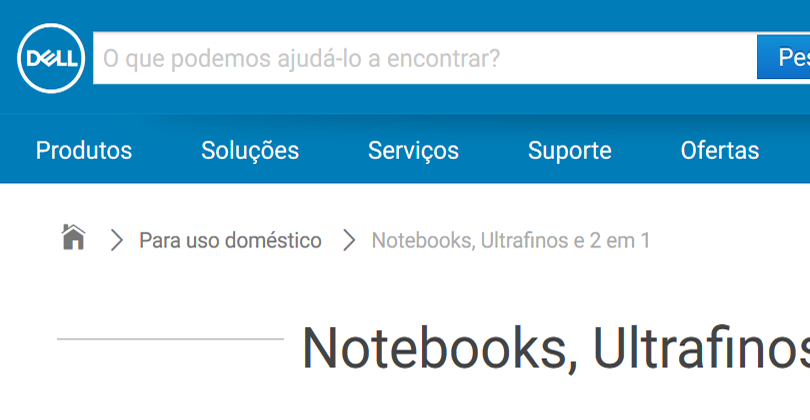 DELL
O que podemos ajudá-lo a encontrar?
Produtos Soluções Serviços Suporte Ofertas
Para uso doméstico Notebooks, Ultrafinos e 2 em 1
Notebooks, Ultrafinos